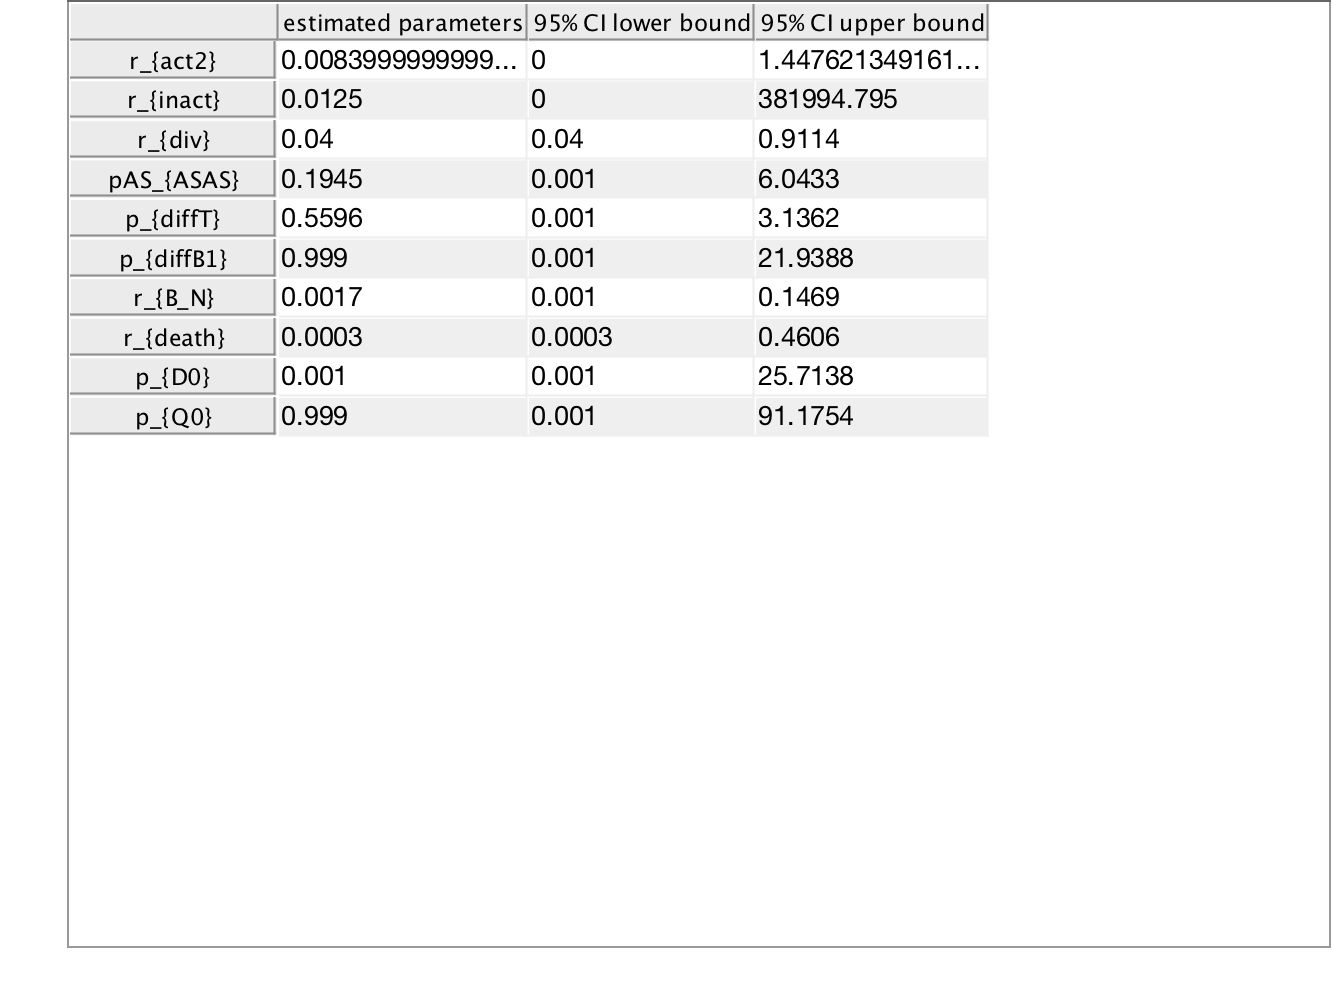 estimated parameters 95% CI lower bound 95% CI upper bound
r_{act2} 0.0083999999999... 0 1.447621349161...
r_{inact} 0.0125 0 381994.795
r_{div} 0.04 0.04 0.9114
pAS_{ASAS} 0.1945 0.001 6.0433
p_{diffT} 0.5596 0.001 3.1362
p_{diffB1} 0.999 0.001 21.9388
r_{B_N} 0.0017 0.001 0.1469
r_{death} 0.0003 0.0003 0.4606
p_{D0} 0.001 0.001 25.7138
p_{Q0} 0.999 0.001 91.1754